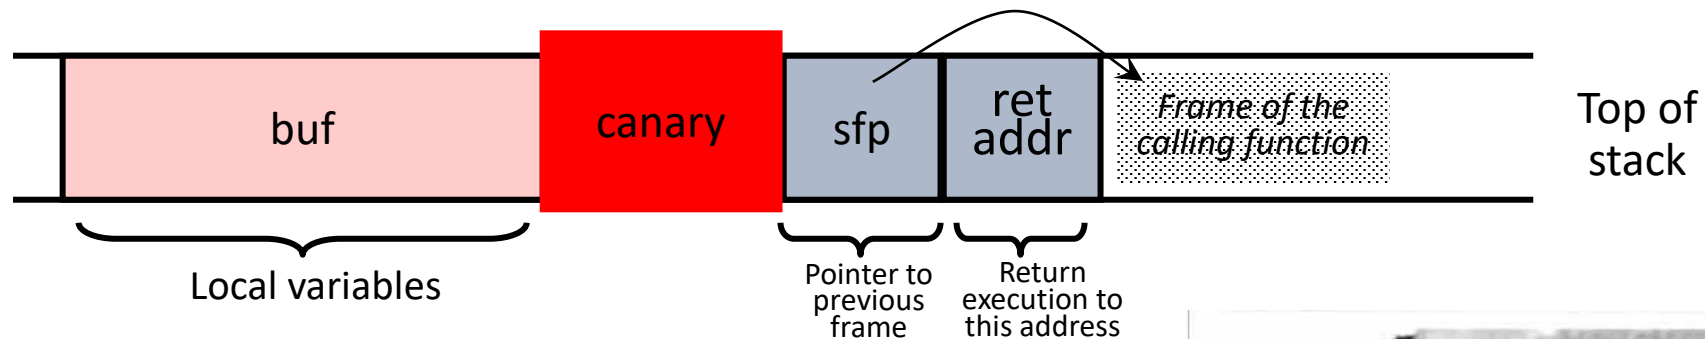 buf
canary
sfp
ret
addr
Frame of the
calling function
Top of
stack
Local variables
Pointer to
previous
frame
Return
execution to
this address